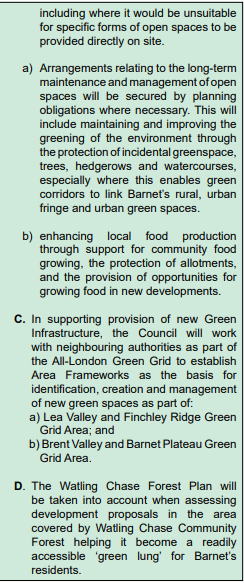 including where it would be unsuitable
for specific forms of open spaces to be
provided directly on site.
a) Arrangements relating to the long-term
maintenance and management of open
spaces will be secured by planning
obligations where necessary. This will
include maintaining and improving the
greening of the environment through
the protection of incidental greenspace,
trees, hedgerows and watercourses,
especially where this enables green
corridors to link Barnet's rural, urban
fringe and urban green spaces.
b) enhancing local food production
through support for community food
growing, the protection of allotments,
and the provision of opportunities for
growing food in new developments.
C. In supporting provision of new Green
Infrastructure, the Council will work
with neighbouring authorities as part of
the All-London Green Grid to establish
Area Frameworks as the basis for
identification, creation and management
of new green spaces as part of:
a) Lea Valley and Finchley Ridge Green
Grid Area; and
b) Brent Valley and Barnet Plateau Green
Grid Area.
D. The Watling Chase Forest Plan will
be taken into account when assessing
development proposals in the area
covered by Watling Chase Community
Forest helping it become a readily
accessible 'green lung' for Barnet's
residents.